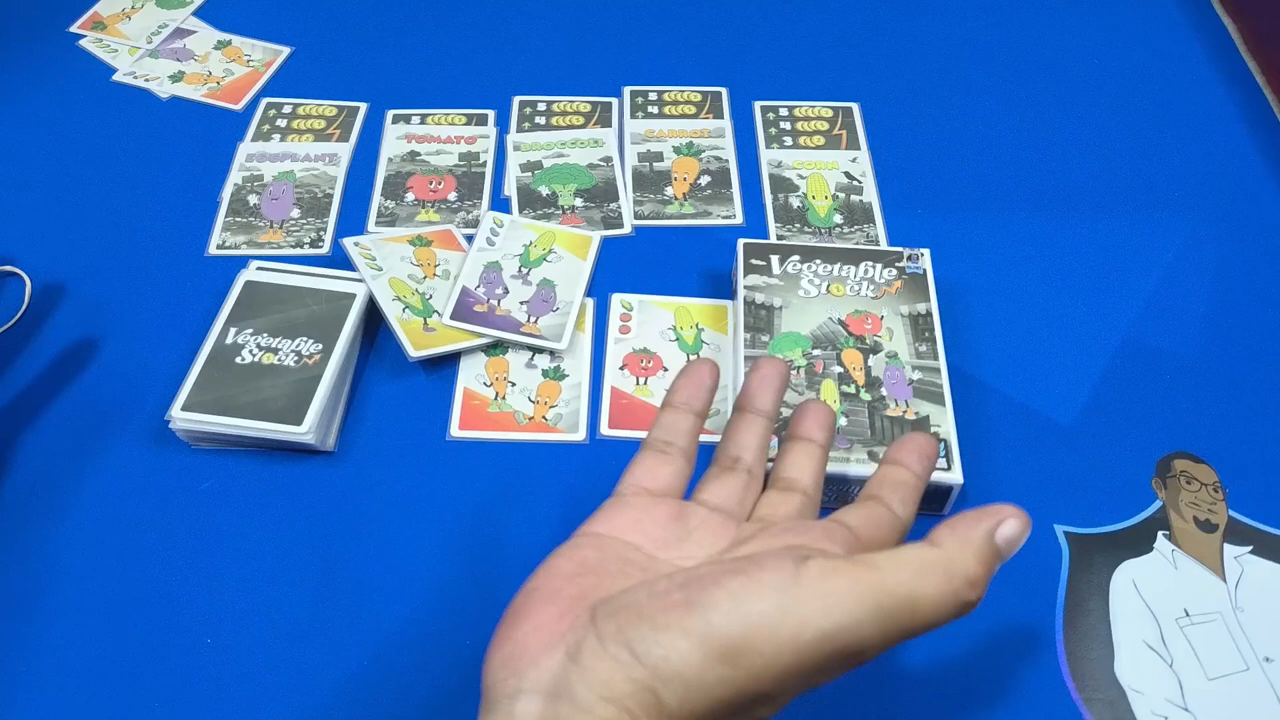 5
4
3
EGGPLANT
5
TOMATO
5
4
BROCCOLI
5
4
CARROT
5
4
3
CORN
Vegetable
Stock
Vegetable
Stock